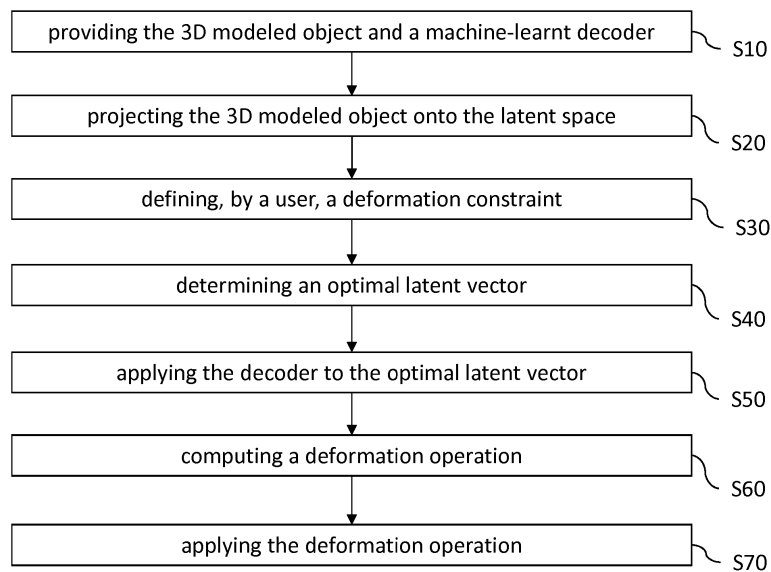 providing the 3D modeled object and a machine-learnt decoder
S10
projecting the 3D modeled object onto the latent space
S20
defining, by a user, a deformation constraint
S30
determining an optimal latent vector
S40
applying the decoder to the optimal latent vector
S50
computing a deformation operation
S60
applying the deformation operation
S70